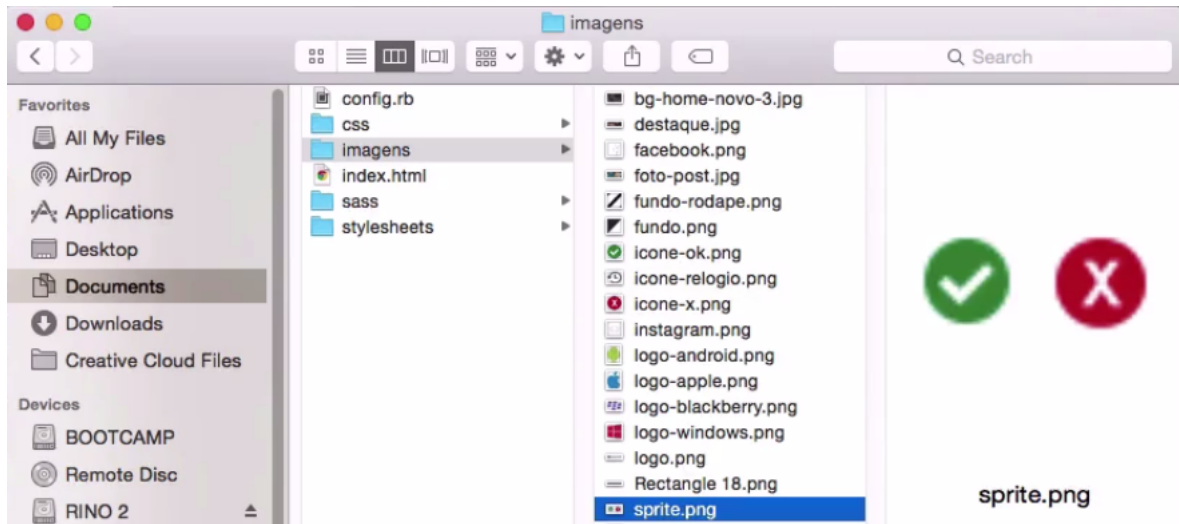 imagens
Search
Favorites
All My Files
AirDrop
Applications
Desktop
Documents
Downloads
Creative Cloud Files
Devices
BOOTCAMP
Remote Disc
RINO 2
config.rb
css
imagens
index.html
sass
stylesheets
bg-home-novo-3.jpg
destaque.jpg
facebook.png
foto-post.jpg
fundo-rodape.png
fundo.png
icone-ok.png
icone-relogio.png
icone-x.png
instagram.png
logo-android.png
logo-apple.png
logo-blackberry.png
logo-windows.png
logo.png
Rectangle 18.png
sprite.png
X
sprite.png